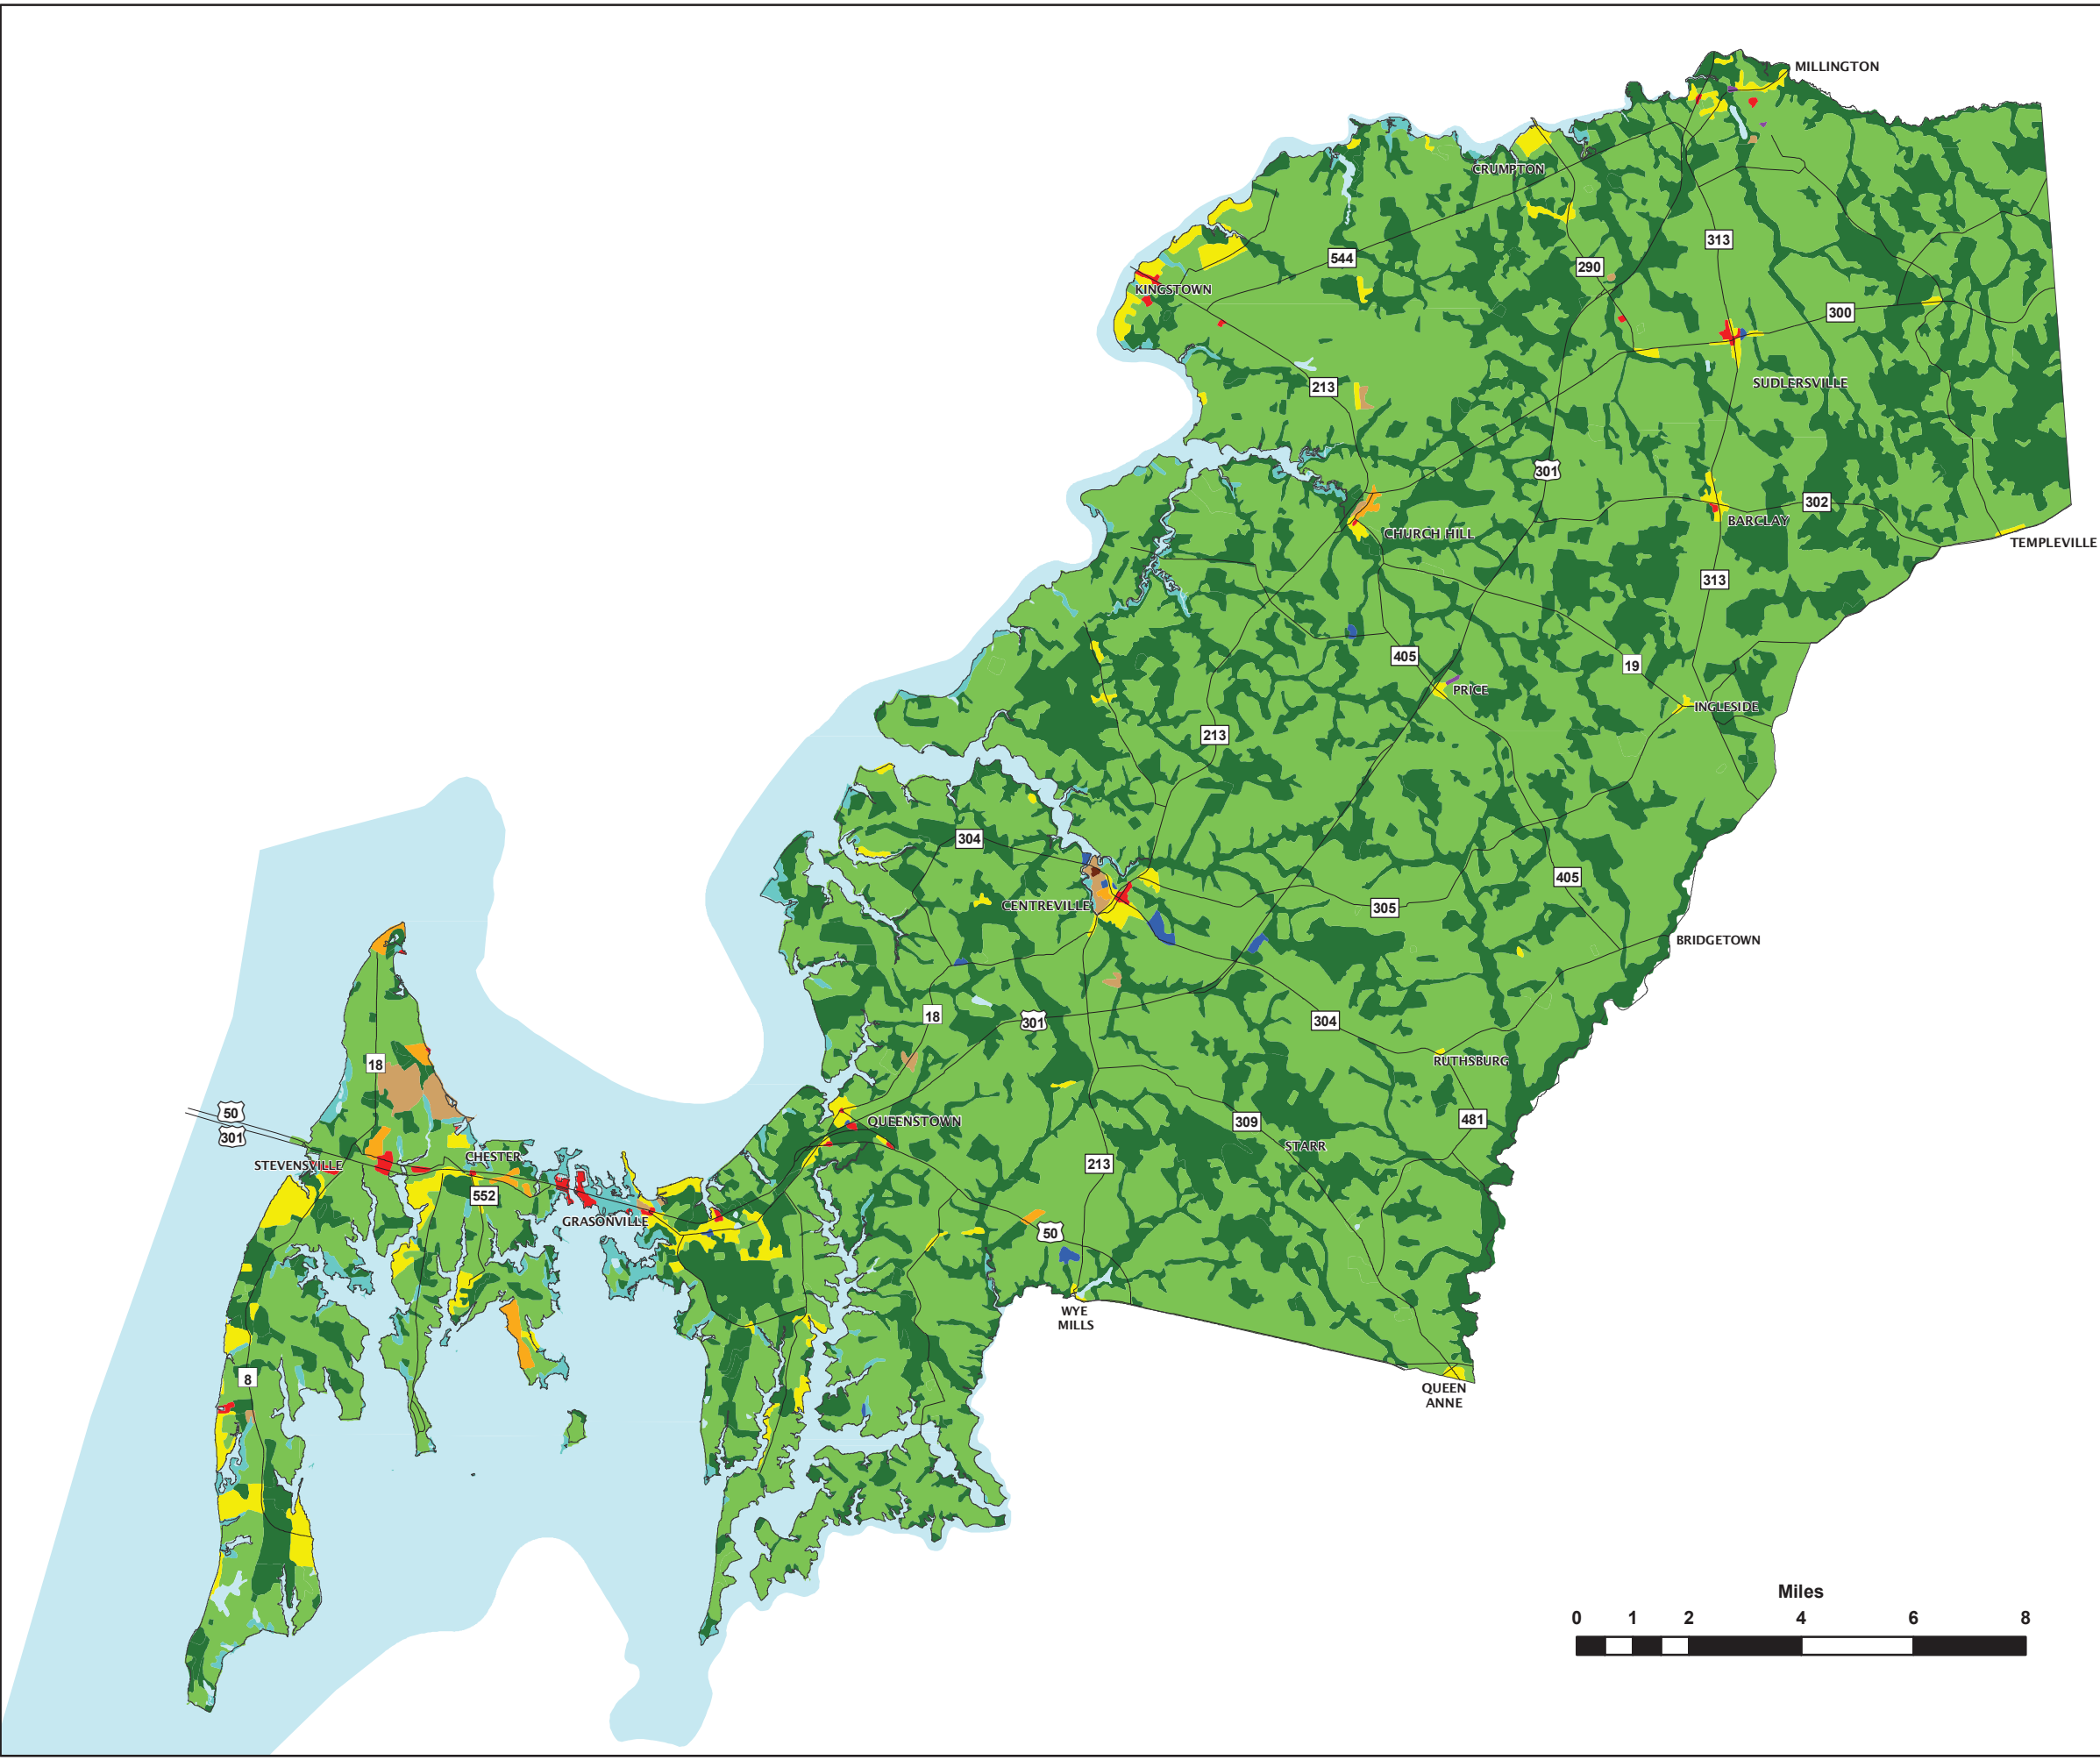 MILLINGTON
CRUMPTON
313
544
290
KINGSTOWN
300
213
SUDLERSVILLE
301
302
BARCLAY
CHURCH HILL
TEMPLEVILLE
313
405
19
PRICE
INGLESIDE
213
304
405
CENTREVILLE
305
BRIDGETOWN
18
301
304
18
RUTHSBURG
50
301
QUEENSTOWN
309
481
STARR
CHESTER
STEVENSVILLE
213
552
GRASONVILLE
50
WYE
MILLS
8
QUEEN
ANNE
Miles
0 1 2 4 6 8